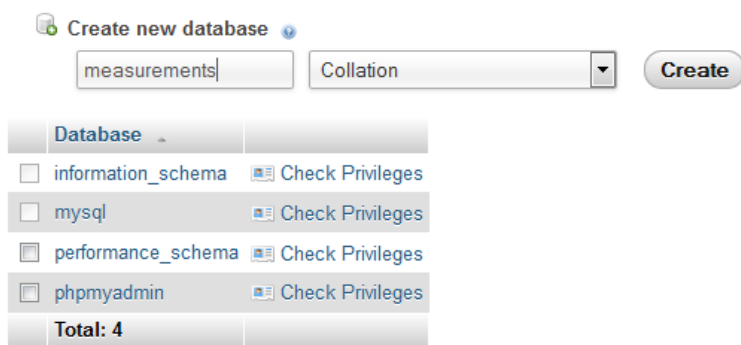 Create new database
measurements Collation Create
Database
information_schema Check Privileges
mysql Check Privileges
performance_schema Check Privileges
phpmyadmin Check Privileges
Total: 4